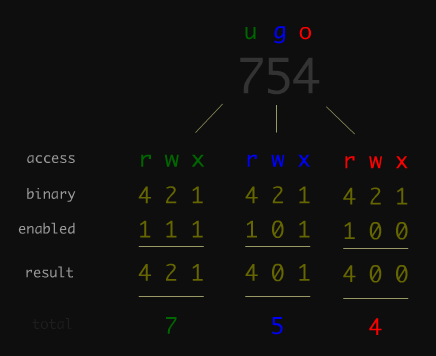 u g o
754
access r w x r w x r w x
binary 4 2 1 4 2 1 4 2 1
enabled 1 1 1 1 0 1 1 0 0
result 4 2 1 4 0 1 4 0 0
total 7 5 4